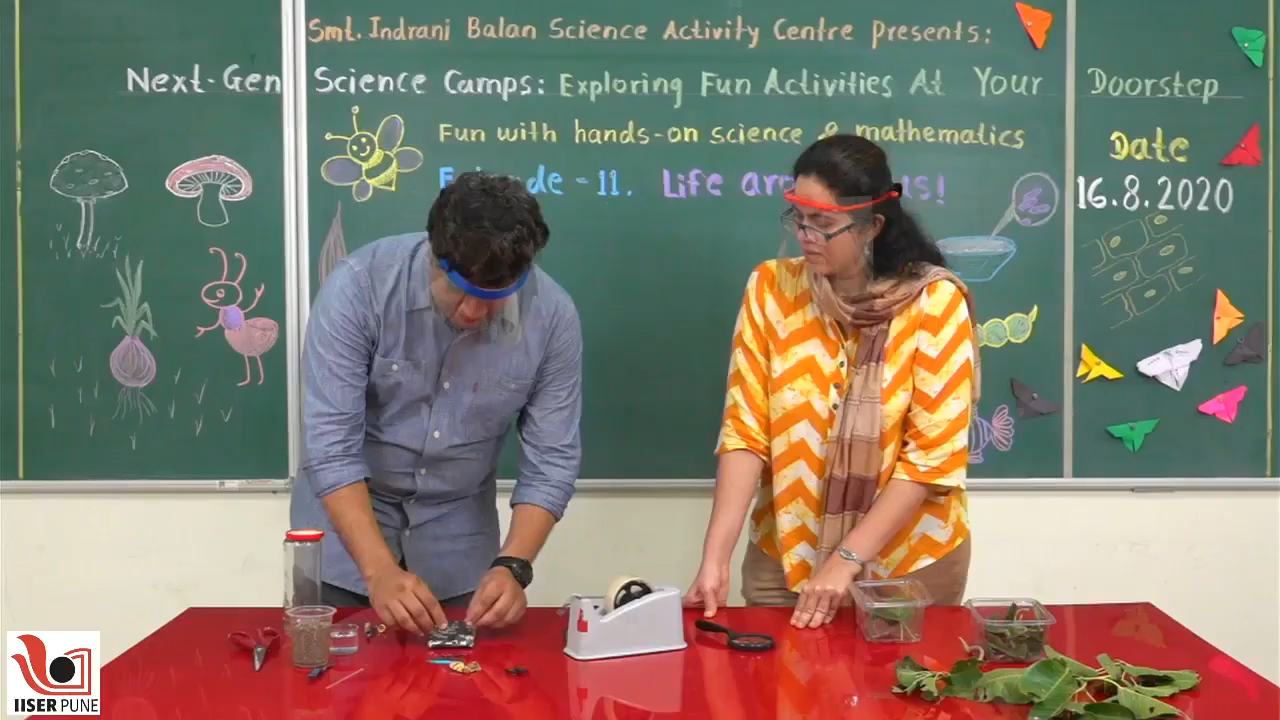 Smt. Indrani Balan Science Activity Centre Presents:
Next-Gen Science Camps: Exploring Fun Activities At Your Doorstep
Fun with hands-on science & mathematics
Date
16.8.2020
- 11. Life
IISER PUNE